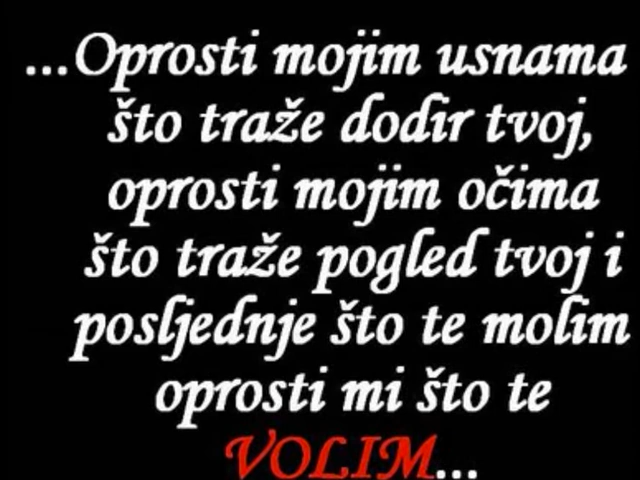 ...Oprosti mojim usnama
što traže dodir tvoj,
oprosti mojim očima
što traže pogled tvoj i
posljednje što te molim
oprosti mi što te
VOLIM...